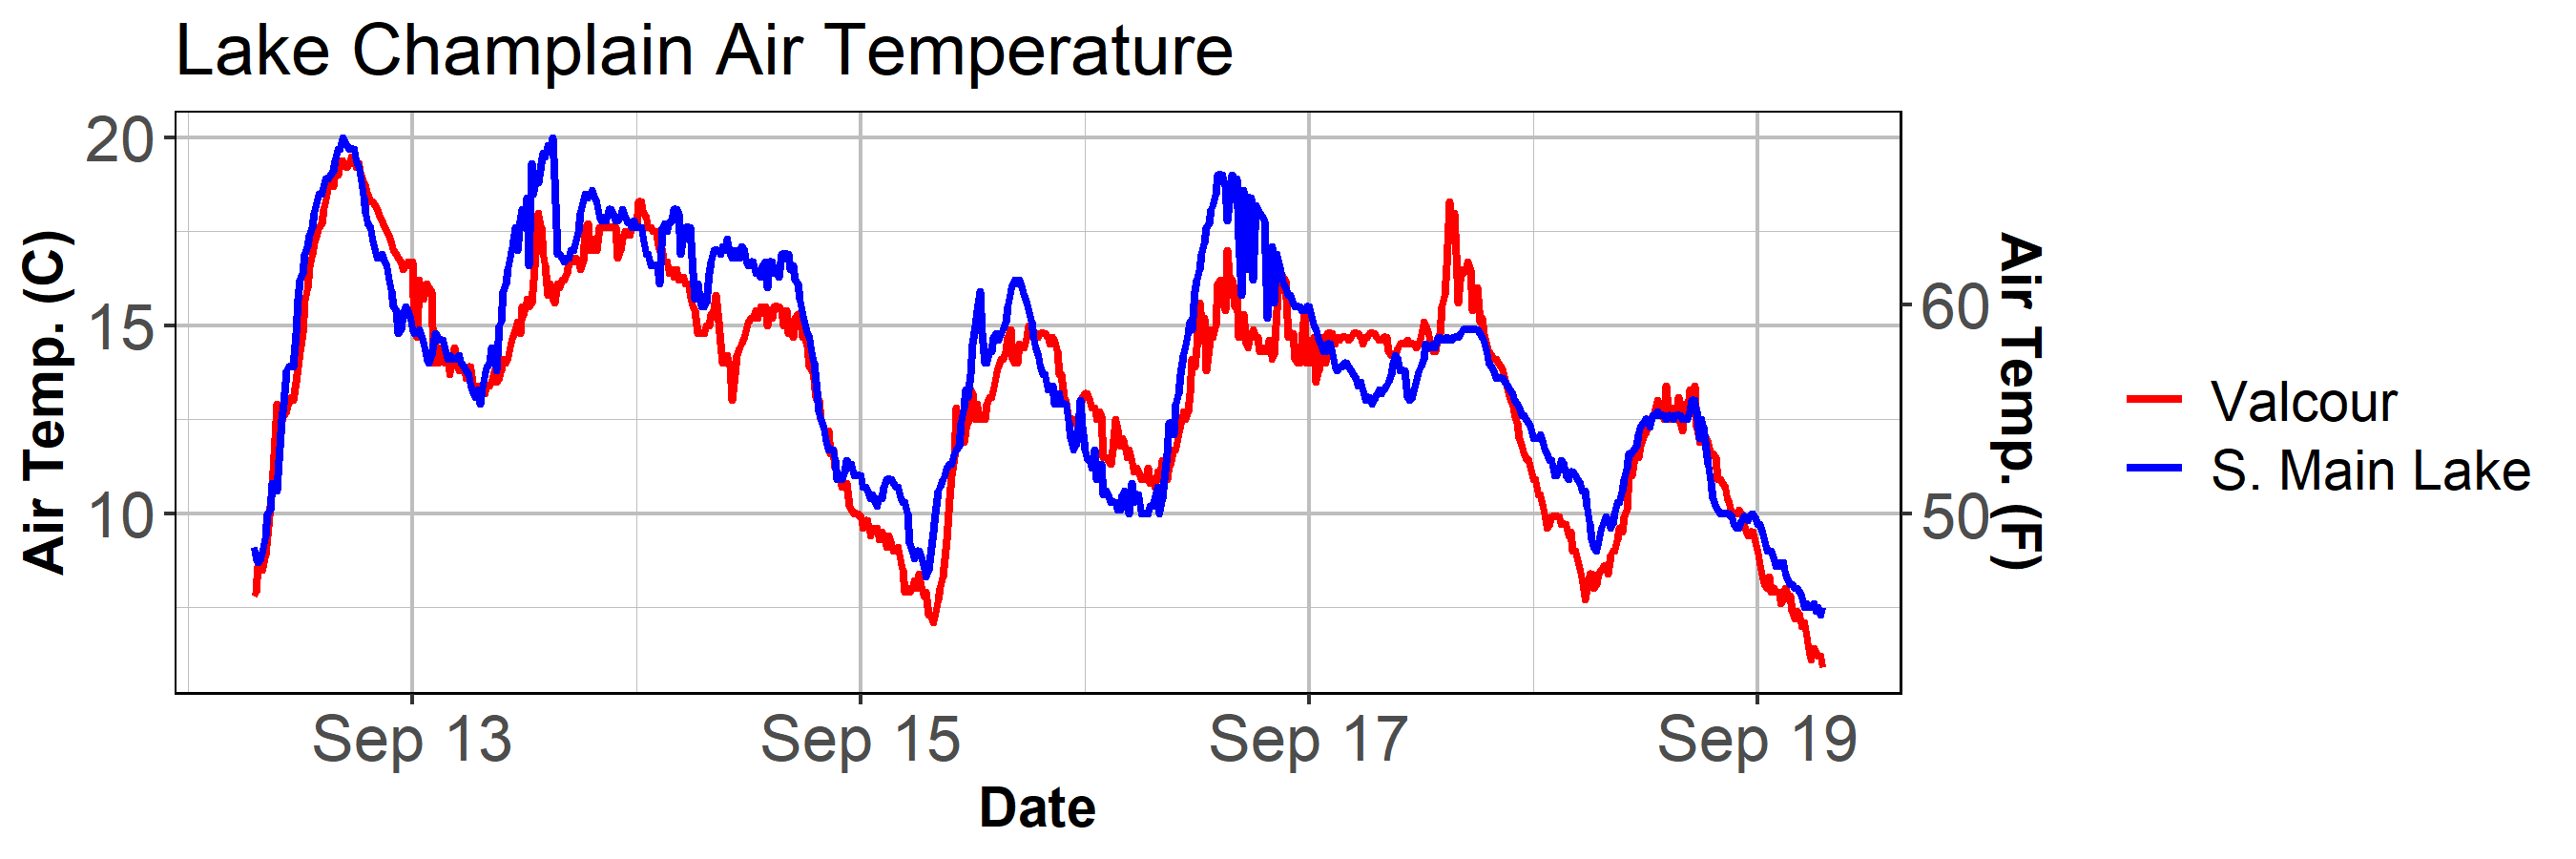 Lake Champlain Air Temperature
Air Temp. (C)
20
15
10
Air Temp. (F)
60
50
Sep 13
Sep 15
Sep 17
Sep 19
Date
Valcour
S. Main Lake